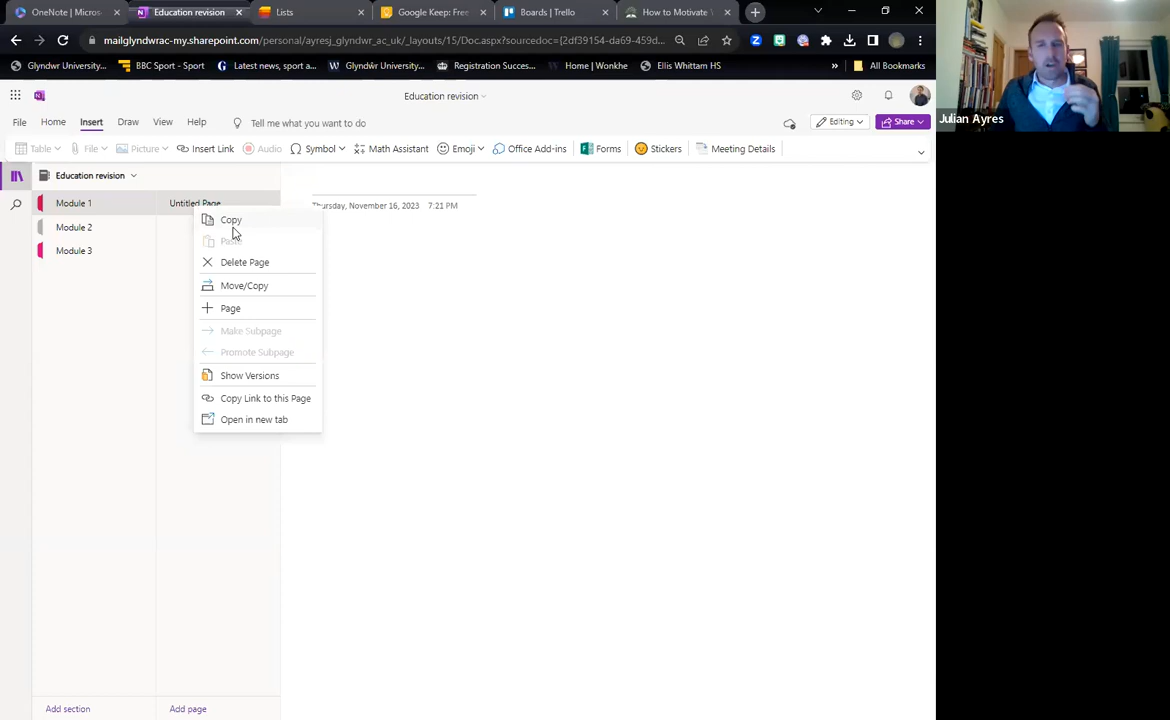 OneNote | Micros
Education revision
Lists
Google Keep: Free
Boards | Trello
How to Motivate Y
mailglyndwrac-my.sharepoint.com/personal/ayresj_glyndwr_ac_uk/_layouts/15/Doc.aspx?sourcedoc={2df39154-da69-459d...
Glyndwr University...
BBC Sport - Sport
Latest news, sport a...
Glyndŵr University...
Registration Succes...
Home | Wonkhe
Ellis Whittam HS
»
All Bookmarks
Education revision
Julian Ayres
File
Home
Insert
Draw
View
Help
Tell me what you want to do
Editing
Share
Table
File
Picture
Insert Link
Audio
Symbol
Math Assistant
Emoji
Office Add-ins
Forms
Stickers
Meeting Details
Education revision
Module 1
Module 2
Module 3
Untitled Page
Thursday, November 16, 2023 7:21 PM
Copy
Paste
Delete Page
Move/Copy
Page
Make Subpage
Promote Subpage
Show Versions
Copy Link to this Page
Open in new tab
Add section
Add page